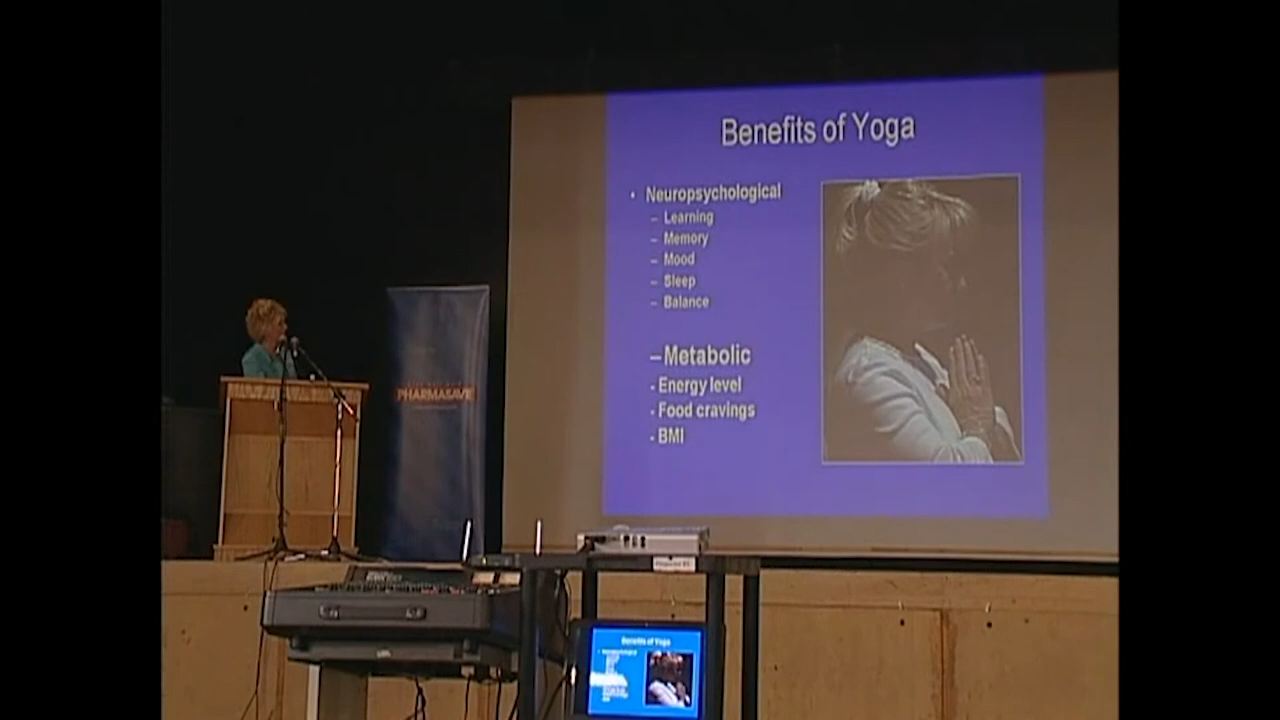 Benefits of Yoga
• Neuropsychological
– Learning
– Memory
– Mood
– Sleep
– Balance
–Metabolic
- Energy level
- Food cravings
- BMI
PHARMASAVE
Benefits of Yoga